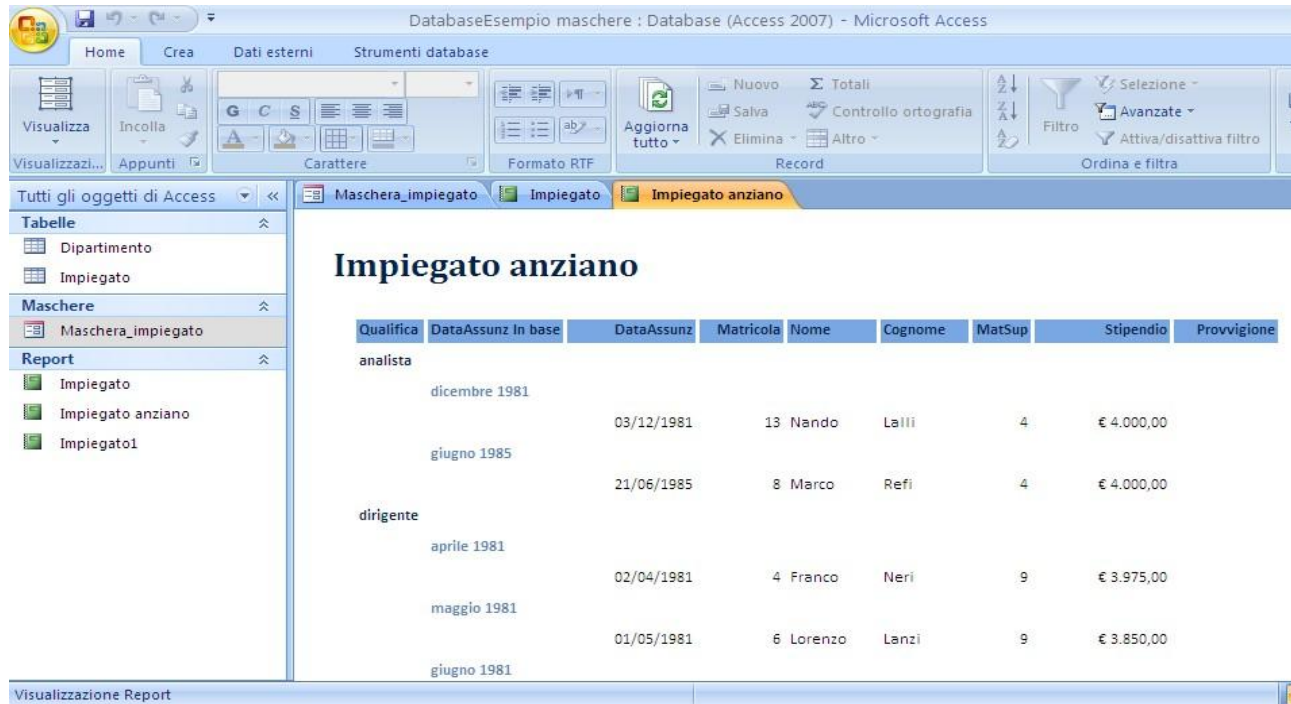 DatabaseEsempio maschere : Database (Access 2007) - Microsoft Access
Home Crea Dati esterni Strumenti database
Visualizza
Incolla
G C S
Aggiorna tutto
Nuovo
Salva
Elimina
Totali
Controllo ortografia
Altro
Filtro
Selezione
Avanzate
Attiva/disattiva filtro
Visualizzazi... Appunti Carattere Formato RTF Record Ordina e filtra
Tutti gli oggetti di Access
Tabelle
Dipartimento
Impiegato
Maschere
Maschera_impiegato
Report
Impiegato
Impiegato anziano
Impiegato1
Maschera_impiegato Impiegato Impiegato anziano
Impiegato anziano
Qualifica DataAssunz In base DataAssunz Matricola Nome Cognome MatSup Stipendio Provvigione
analista
dicembre 1981
03/12/1981 13 Nando Lalli 4 € 4.000,00
giugno 1985
21/06/1985 8 Marco Refi 4 € 4.000,00
dirigente
aprile 1981
02/04/1981 4 Franco Neri 9 € 3.975,00
maggio 1981
01/05/1981 6 Lorenzo Lanzi 9 € 3.850,00
giugno 1981
Visualizzazione Report